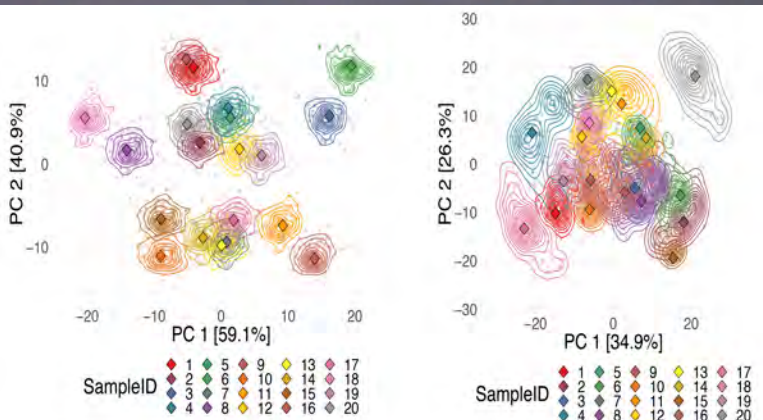 10
0
−10
PC 2 [40.9%]
−20 −10 0 10 20
PC 1 [59.1%]
SampleID
1 5 9 13 17
2 6 10 14 18
3 7 11 15 19
4 8 12 16 20
30
20
10
0
−10
−20
−30
PC 2 [26.3%]
−20 0 20
PC 1 [34.9%]
SampleID
1 5 9 13 17
2 6 10 14 18
3 7 11 15 19
4 8 12 16 20